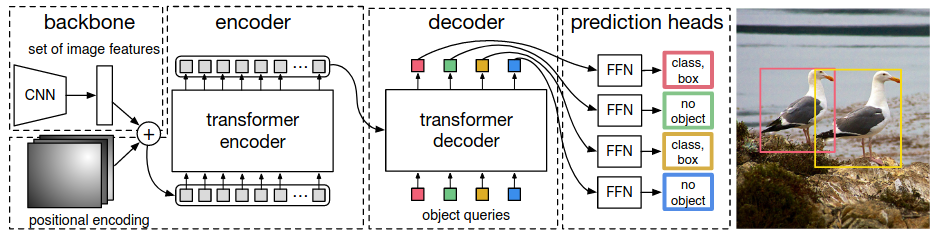 backbone
set of image features
CNN
+
positional encoding
encoder
...
transformer
encoder
...
decoder
transformer
decoder
object queries
prediction heads
FFN
class,
box
FFN
no
object
FFN
class,
box
FFN
no
object